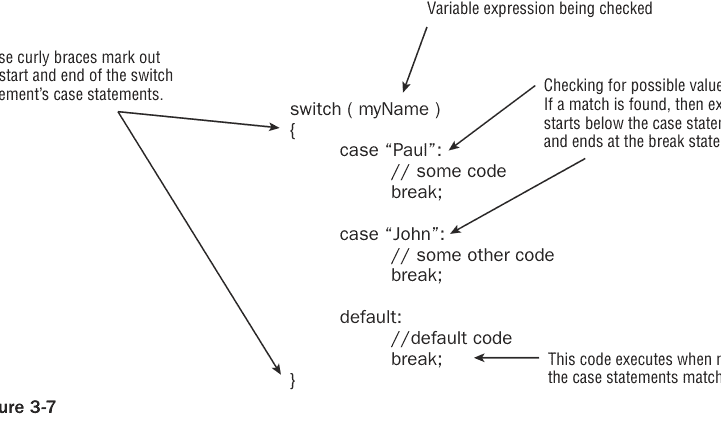 Variable expression being checked
se curly braces mark out
start and end of the switch
ement's case statements.
Checking for possible value
If a match is found, then ex
starts below the case statem
and ends at the break state
switch ( myName )
{
case “Paul”:
// some code
break;
case “John”:
// some other code
break;
default:
//default code
break;
This code executes when n
the case statements match
}
ure 3-7